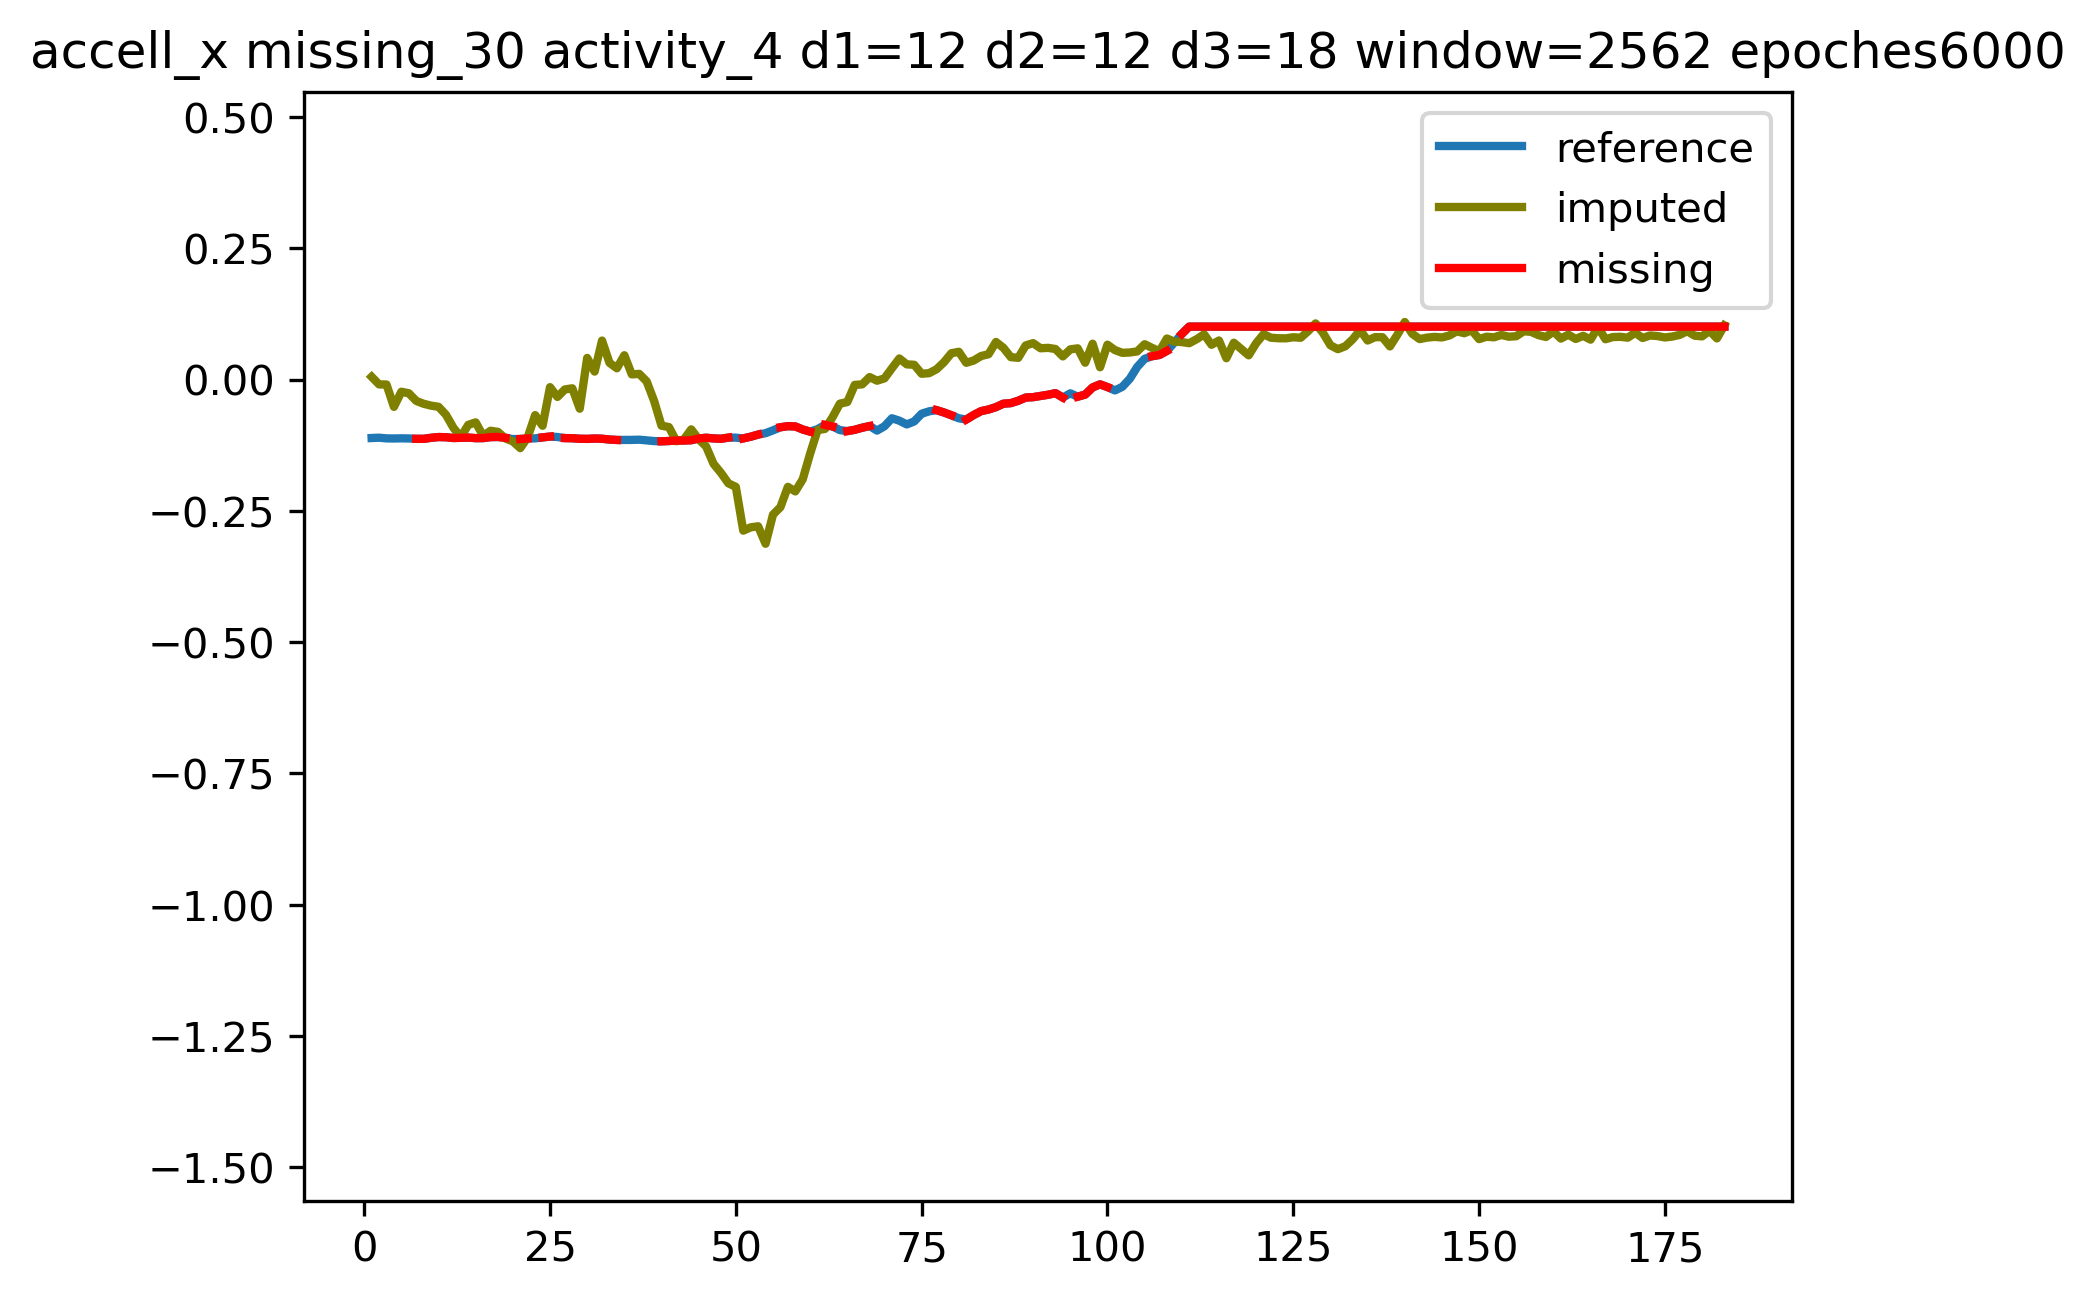 accell_x missing_30 activity_4 d1=12 d2=12 d3=18 window=2562 epoches6000
reference
imputed
missing
0.50
0.25
0.00
−0.25
−0.50
−0.75
−1.00
−1.25
−1.50
0 25 50 75 100 125 150 175